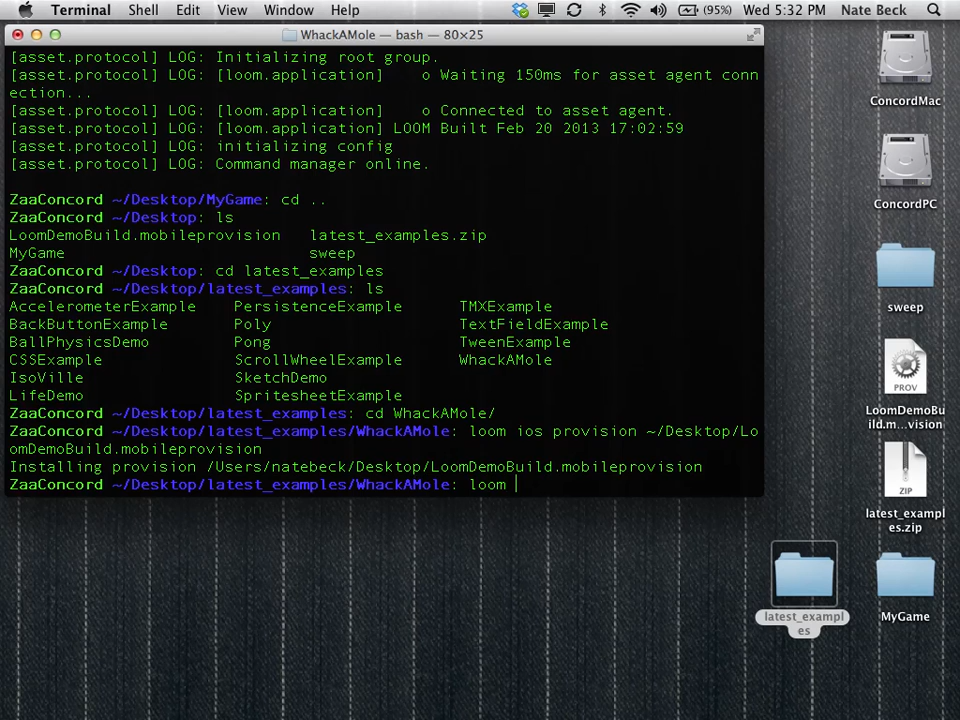 Terminal Shell Edit View Window Help (95%) Wed 5:32 PM Nate Beck
WhackAMole — bash — 80×25
[asset.protocol] LOG: Initializing root group.
[asset.protocol] LOG: [loom.application]    o Waiting 150ms for asset agent conn
ection...
[asset.protocol] LOG: [loom.application]    o Connected to asset agent.
[asset.protocol] LOG: [loom.application] LOOM Built Feb 20 2013 17:02:59
[asset.protocol] LOG: initializing config
[asset.protocol] LOG: Command manager online.
ZaaConcord ~/Desktop/MyGame: cd ..
ZaaConcord ~/Desktop: ls
LoomDemoBuild.mobileprovision   latest_examples.zip
MyGame                          sweep
ZaaConcord ~/Desktop: cd latest_examples
ZaaConcord ~/Desktop/latest_examples: ls
AccelerometerExample    PersistenceExample      TMXExample
BackButtonExample       Poly                    TextFieldExample
BallPhysicsDemo         Pong                    TweenExample
CSSExample              ScrollWheelExample      WhackAMole
IsoVille                SketchDemo
LifeDemo                SpritesheetExample
ZaaConcord ~/Desktop/latest_examples: cd WhackAMole/
ZaaConcord ~/Desktop/latest_examples/WhackAMole: loom ios provision ~/Desktop/Lo
omDemoBuild.mobileprovision
Installing provision /Users/natebeck/Desktop/LoomDemoBuild.mobileprovision
ZaaConcord ~/Desktop/latest_examples/WhackAMole: loom
ConcordMac
ConcordPC
sweep
PROV
LoomDemoBu
ild.m...vision
ZIP
latest_exampl
es.zip
latest_exampl
es
MyGame